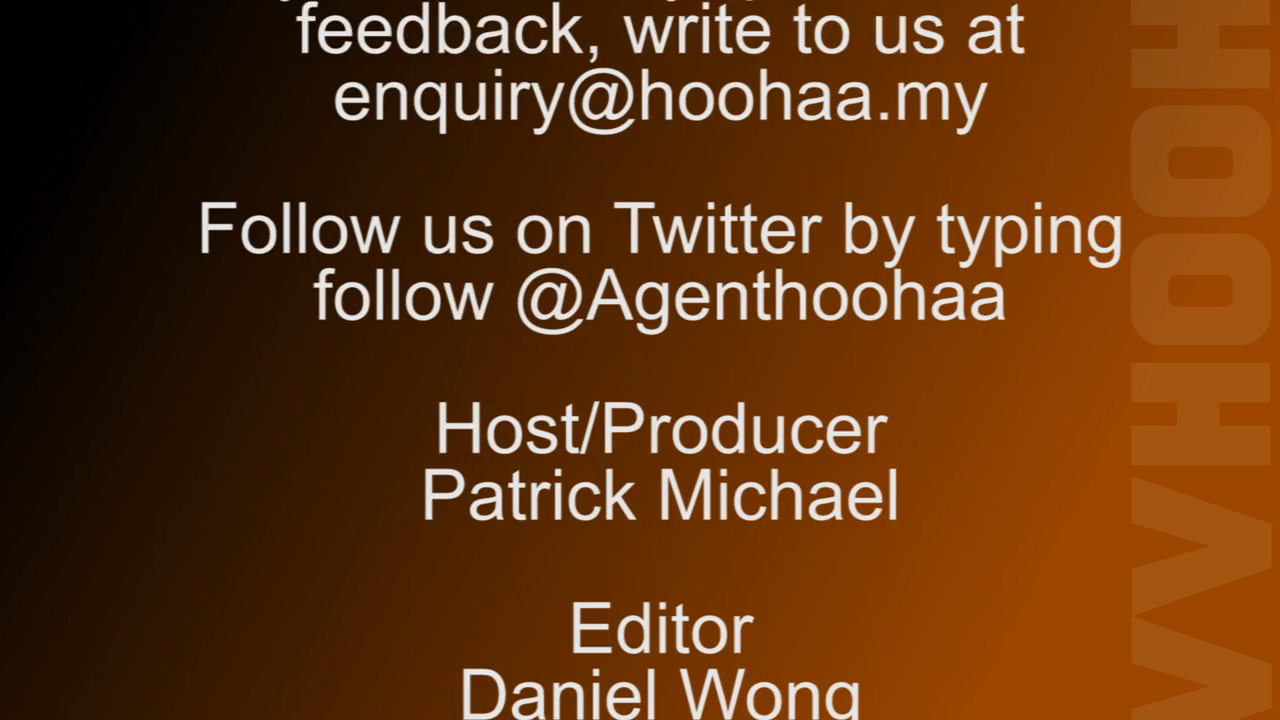 feedback, write to us at
enquiry@hoohaa.my
Follow us on Twitter by typing
follow @Agenthoohaa
Host/Producer
Patrick Michael
Editor
Daniel Wong